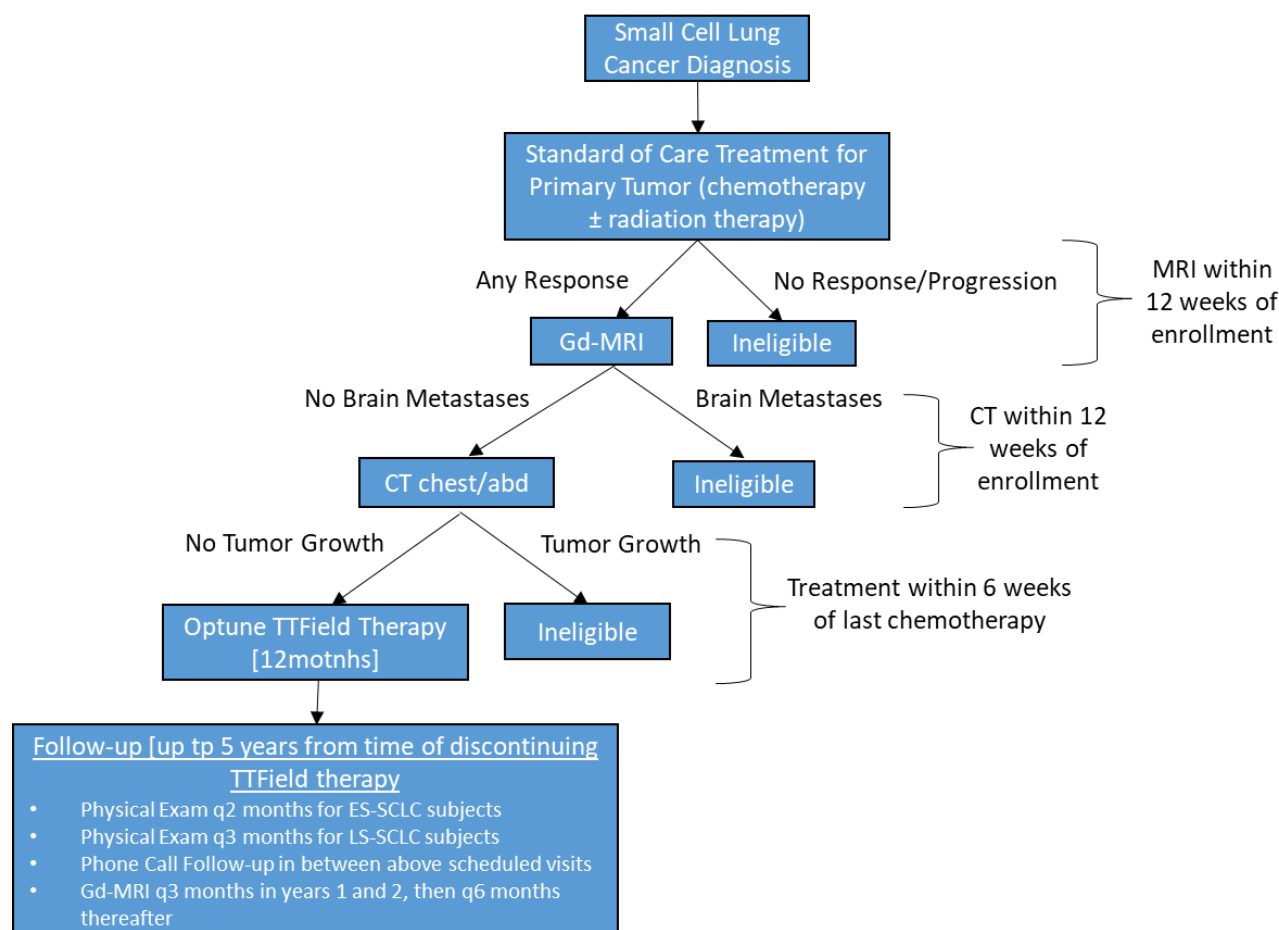 Small Cell Lung
Cancer Diagnosis
Standard of Care Treatment for
Primary Tumor (chemotherapy
± radiation therapy)
Any Response
No Response/Progression
MRI within
12 weeks of
enrollment
Gd-MRI
Ineligible
No Brain Metastases
Brain Metastases
CT within 12
weeks of
enrollment
CT chest/abd
Ineligible
No Tumor Growth
Tumor Growth
Treatment within 6 weeks
of last chemotherapy
Optune TTField Therapy
[12motnhs]
Ineligible
Follow-up [up tp 5 years from time of discontinuing
TTField therapy
• Physical Exam q2 months for ES-SCLC subjects
• Physical Exam q3 months for LS-SCLC subjects
• Phone Call Follow-up in between above scheduled visits
• Gd-MRI q3 months in years 1 and 2, then q6 months
thereafter